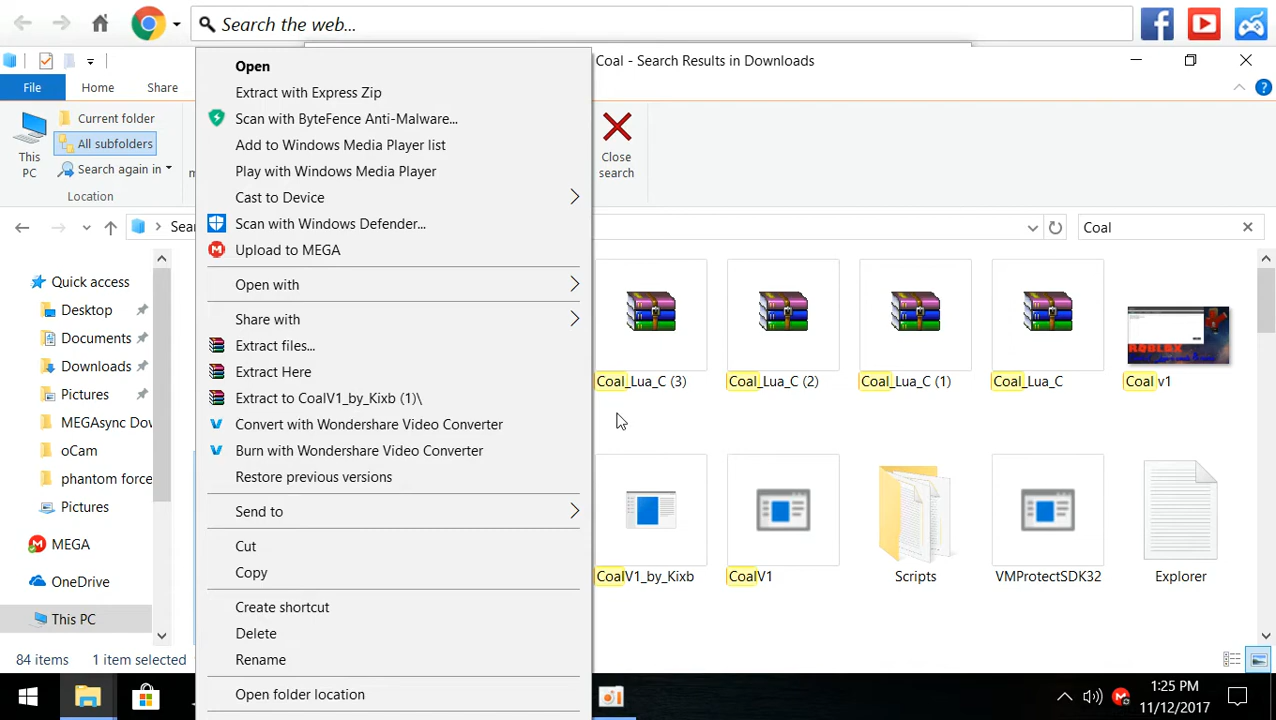 Search the web...
Coal - Search Results in Downloads
File
Home
Share
Current folder
All subfolders
Search again in
This PC
Location
Close search
Coal
Open
Extract with Express Zip
Scan with ByteFence Anti-Malware...
Add to Windows Media Player list
Play with Windows Media Player
Cast to Device
Scan with Windows Defender...
Upload to MEGA
Open with
Share with
Extract files...
Extract Here
Extract to CoalV1_by_Kixb (1)\
Convert with Wondershare Video Converter
Burn with Wondershare Video Converter
Restore previous versions
Send to
Cut
Copy
Create shortcut
Delete
Rename
Open folder location
Quick access
Desktop
Documents
Downloads
Pictures
MEGAsync Dov
oCam
phantom force
Pictures
MEGA
OneDrive
This PC
Coal_Lua_C (3)
Coal_Lua_C (2)
Coal_Lua_C (1)
Coal_Lua_C
Coal v1
CoalV1_by_Kixb
CoalV1
Scripts
VMProtectSDK32
Explorer
84 items
1 item selected
1:25 PM
11/12/2017